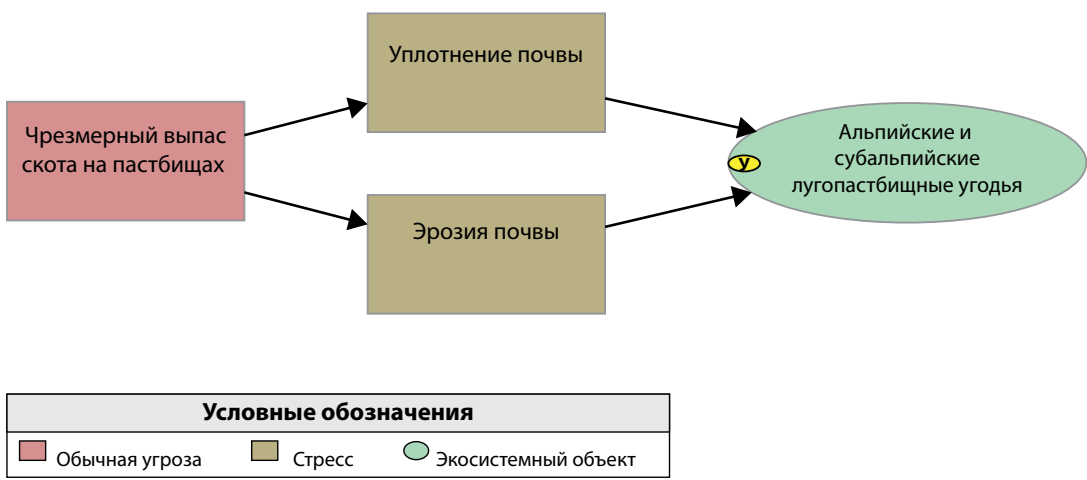 Уплотнение почвы
Чрезмерный выпас
скота на пастбищах
Альпийские и
субальпийские
лугопастбищные угодья
У
Эрозия почвы
Условные обозначения
Обычная угроза
Стресс
Экосистемный объект